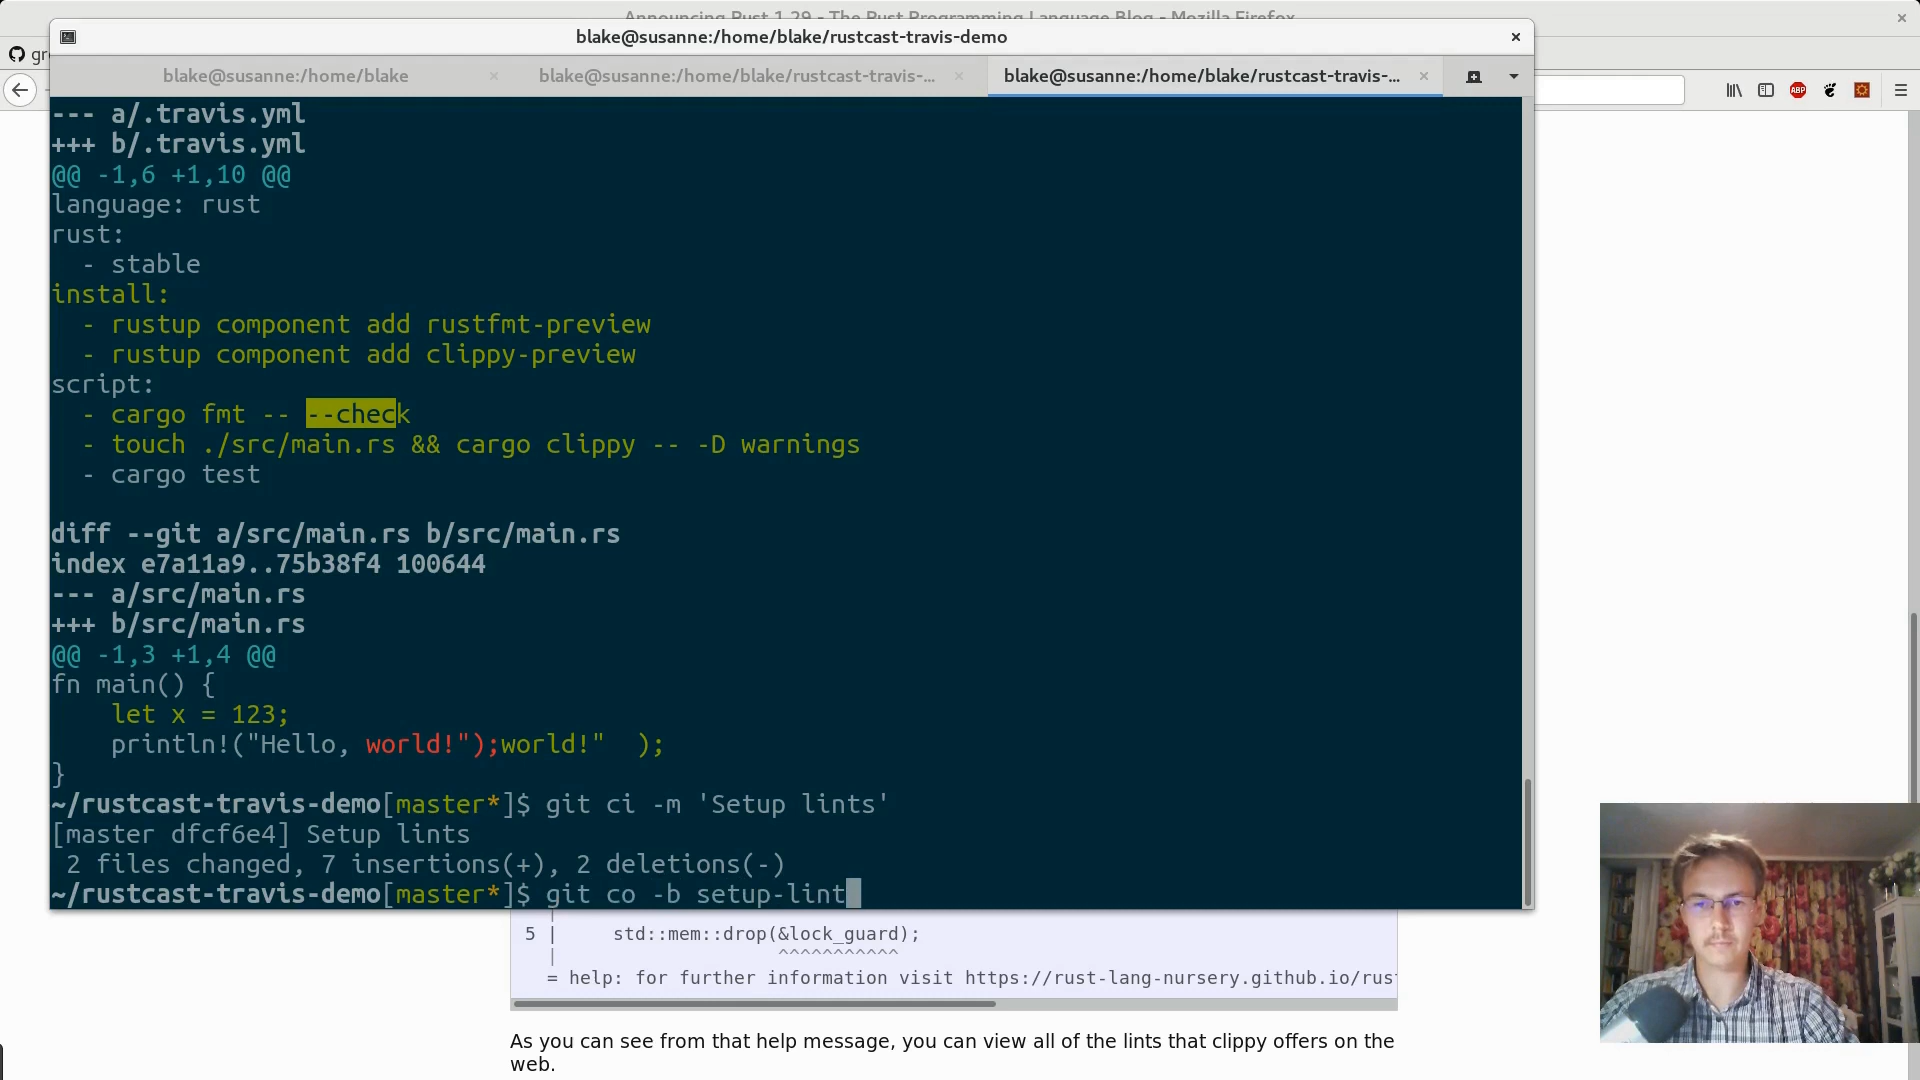 Announcing Rust 1.29 - The Rust Programming Language Blog - Mozilla Firefox
blake@susanne:/home/blake/rustcast-travis-demo
gr
blake@susanne:/home/blake
blake@susanne:/home/blake/rustcast-travis-...
blake@susanne:/home/blake/rustcast-travis-...
ABP
--- a/.travis.yml
+++ b/.travis.yml
@@ -1,6 +1,10 @@
language: rust
rust:
  - stable
install:
  - rustup component add rustfmt-preview
  - rustup component add clippy-preview
script:
  - cargo fmt -- --check
  - touch ./src/main.rs && cargo clippy -- -D warnings
  - cargo test
diff --git a/src/main.rs b/src/main.rs
index e7a11a9..75b38f4 100644
--- a/src/main.rs
+++ b/src/main.rs
@@ -1,3 +1,4 @@
fn main() {
    let x = 123;
    println!("Hello, world!");world!"  );
}
~/rustcast-travis-demo[master*]$ git ci -m 'Setup lints'
[master dfcf6e4] Setup lints
 2 files changed, 7 insertions(+), 2 deletions(-)
~/rustcast-travis-demo[master*]$ git co -b setup-lint
  |
5 |     std::mem::drop(&lock_guard);
  |                    ^^^^^^^^^^^
  = help: for further information visit https://rust-lang-nursery.github.io/rus
As you can see from that help message, you can view all of the lints that clippy offers on the
web.